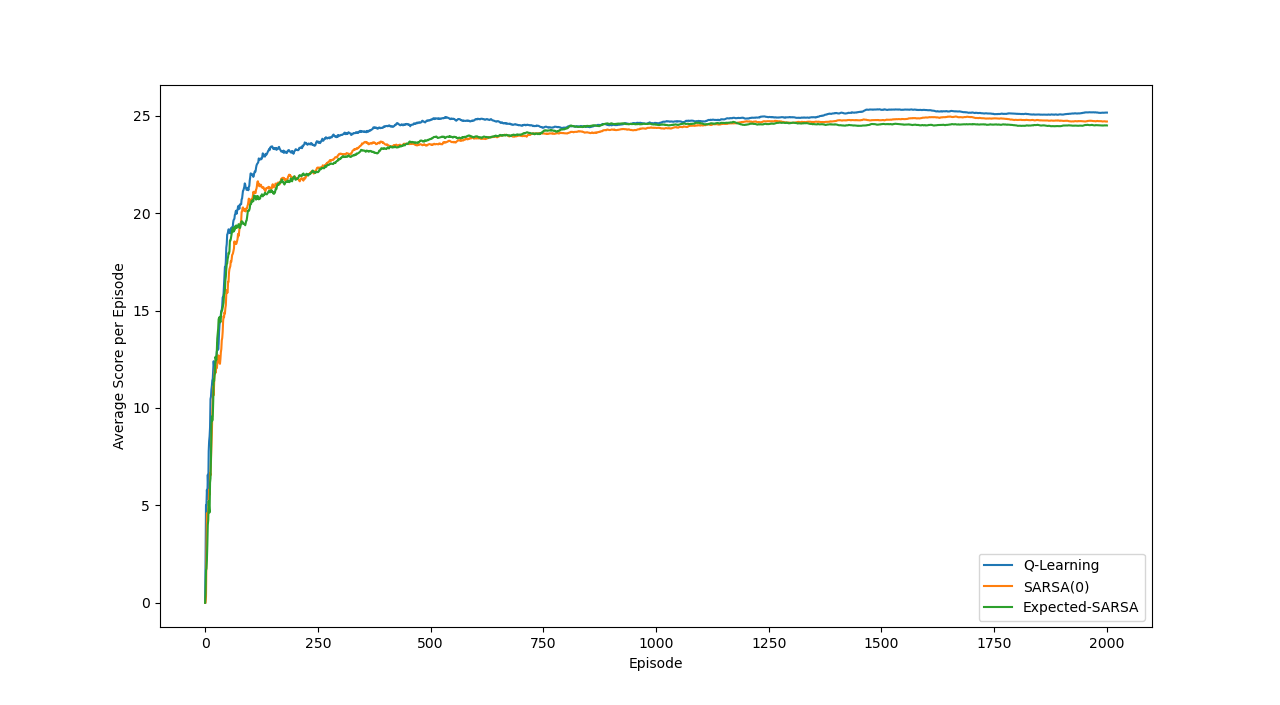 25
20
15
10
5
0
Average Score per Episode
0 250 500 750 1000 1250 1500 1750 2000
Episode
Q-Learning
SARSA(0)
Expected-SARSA